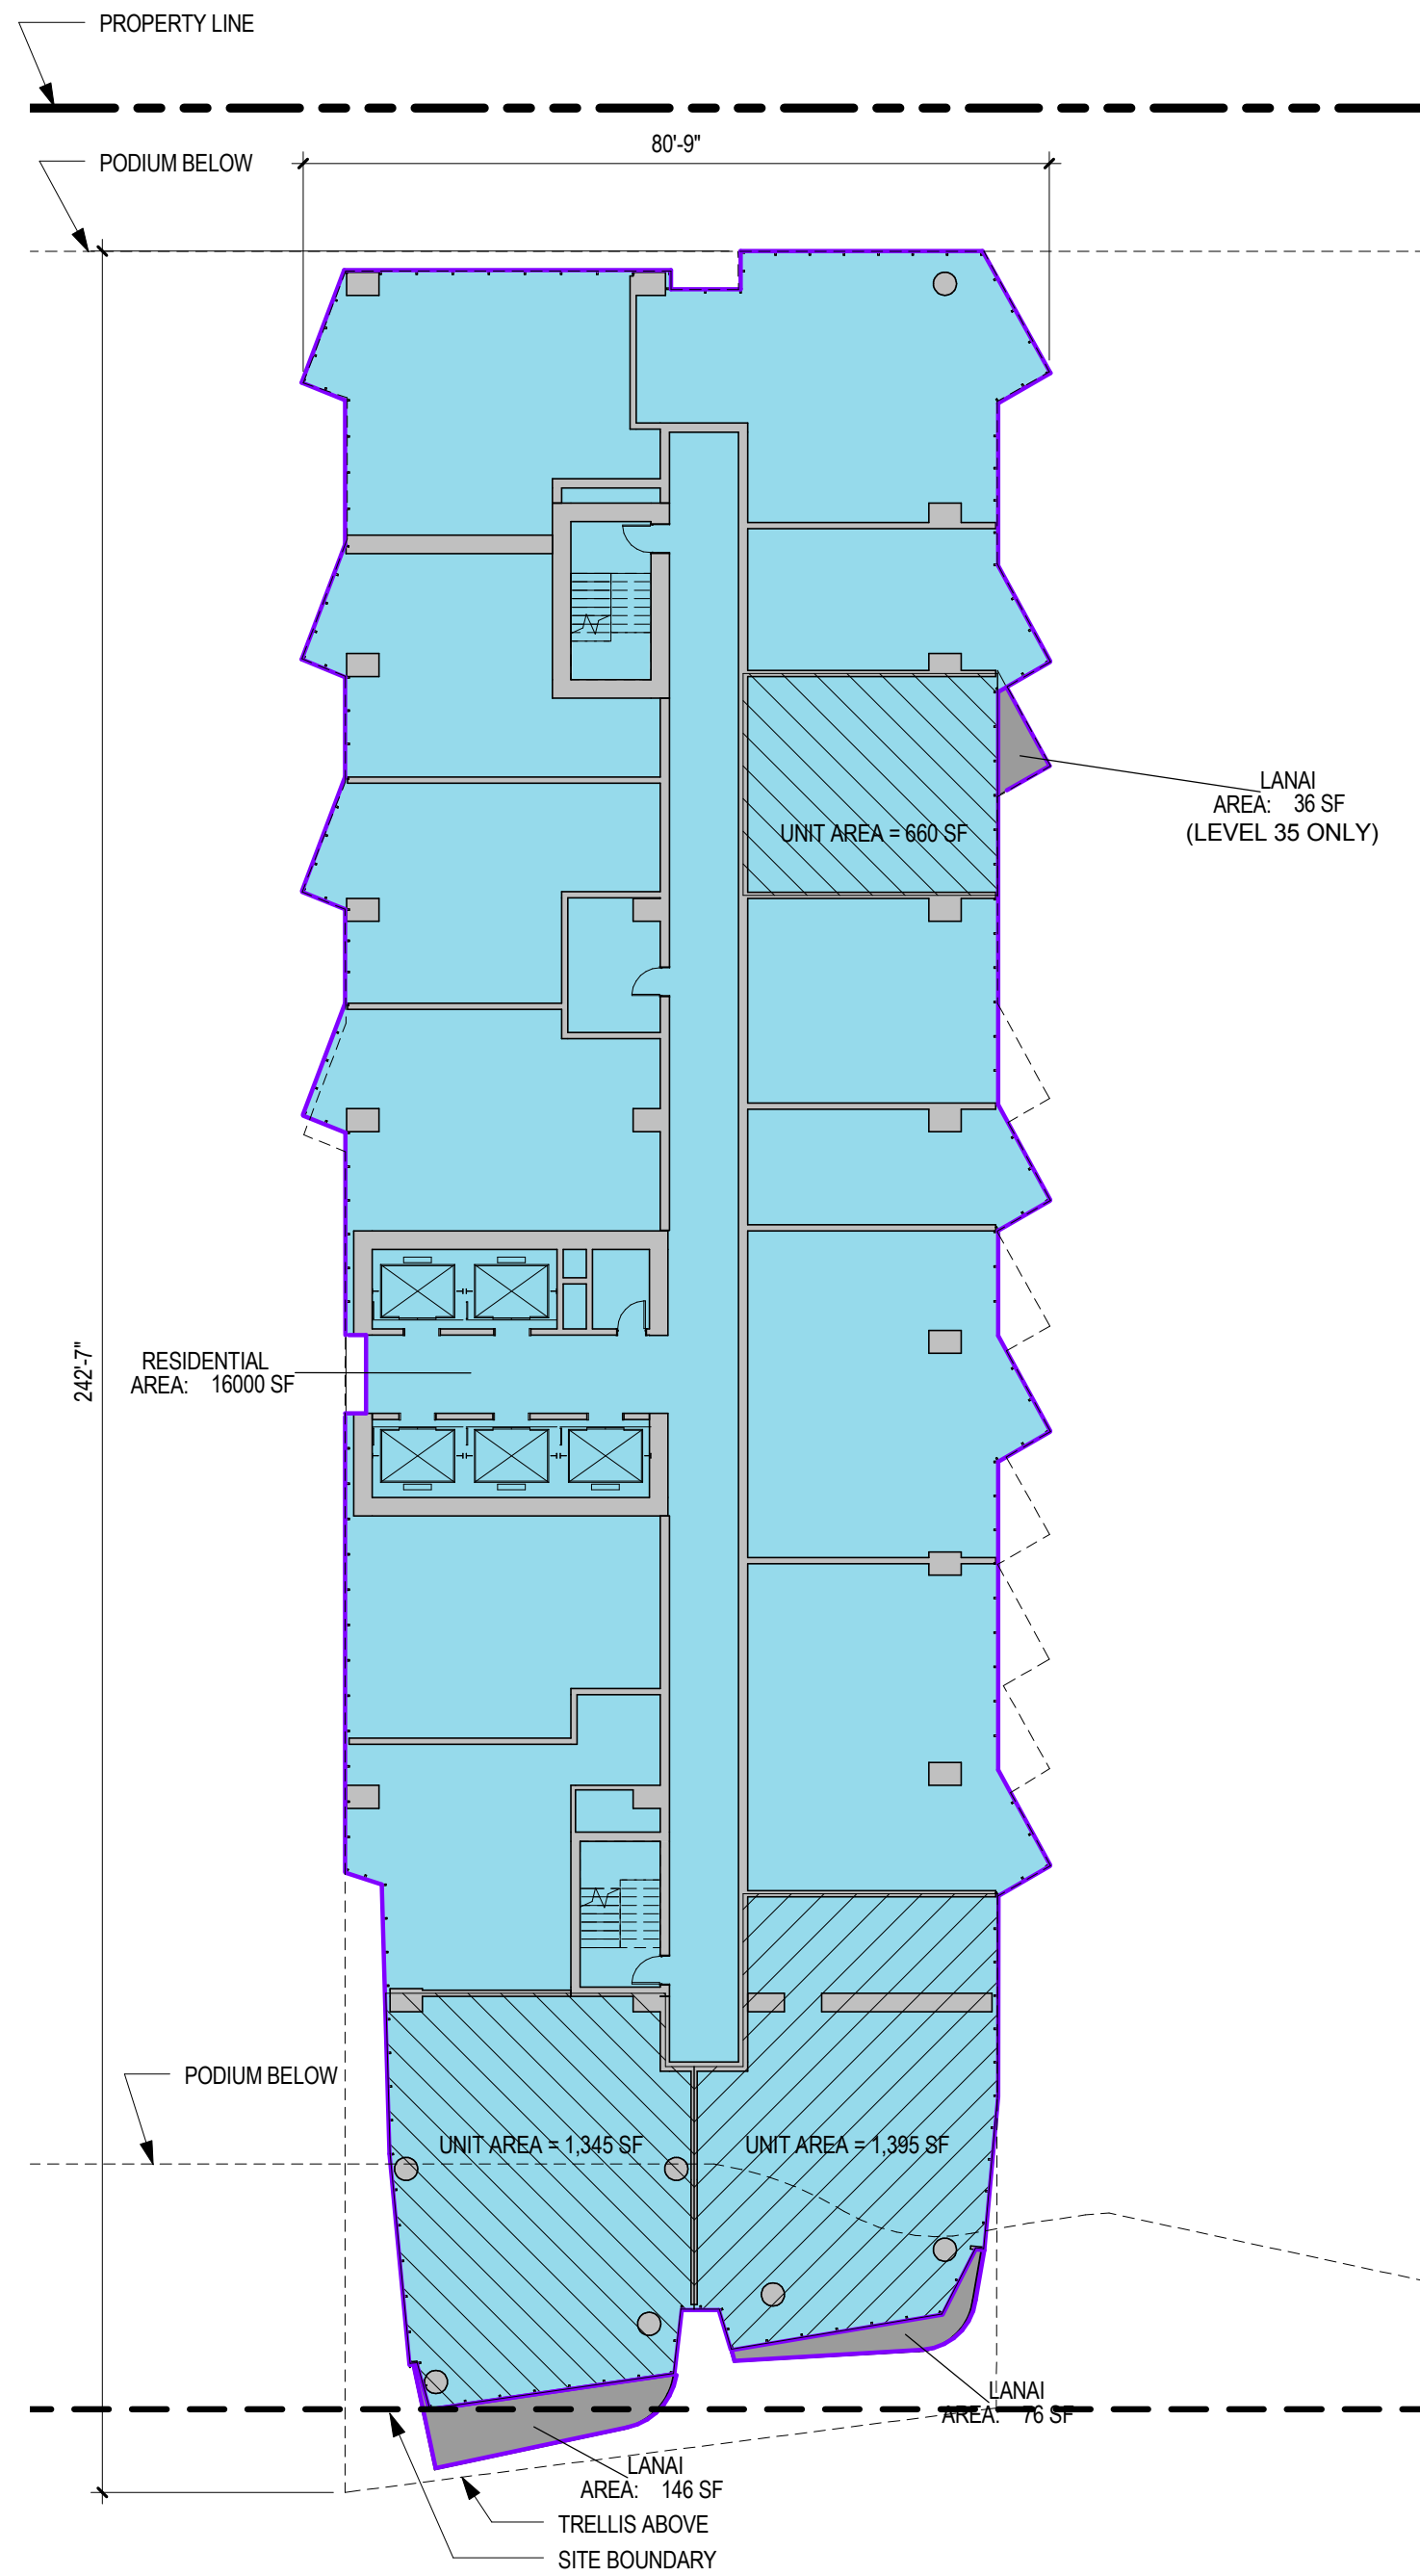 PROPERTY LINE
80'-9"
PODIUM BELOW
LANAI
AREA: 36 SF
(LEVEL 35 ONLY)
UNIT AREA = 660 SF
242'-7"
RESIDENTIAL
AREA: 16000 SF
PODIUM BELOW
UNIT AREA = 1,345 SF
UNIT AREA = 1,395 SF
LANAI
AREA: 76 SF
LANAI
AREA: 146 SF
TRELLIS ABOVE
SITE BOUNDARY